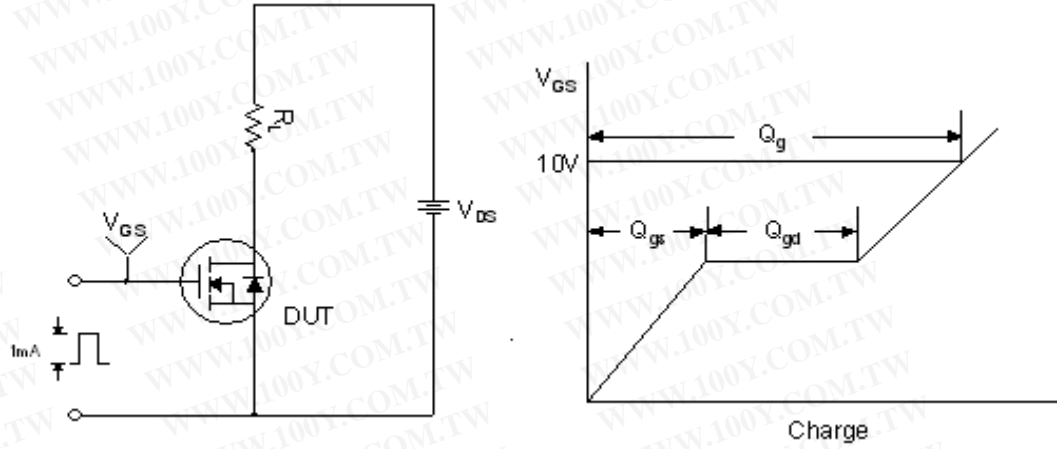 R_L
V_GS
V_DS
DUT
1mA
V_GS
Q_g
10V
Q_gs
Q_gd
Charge
WWW.100Y.COM.TW